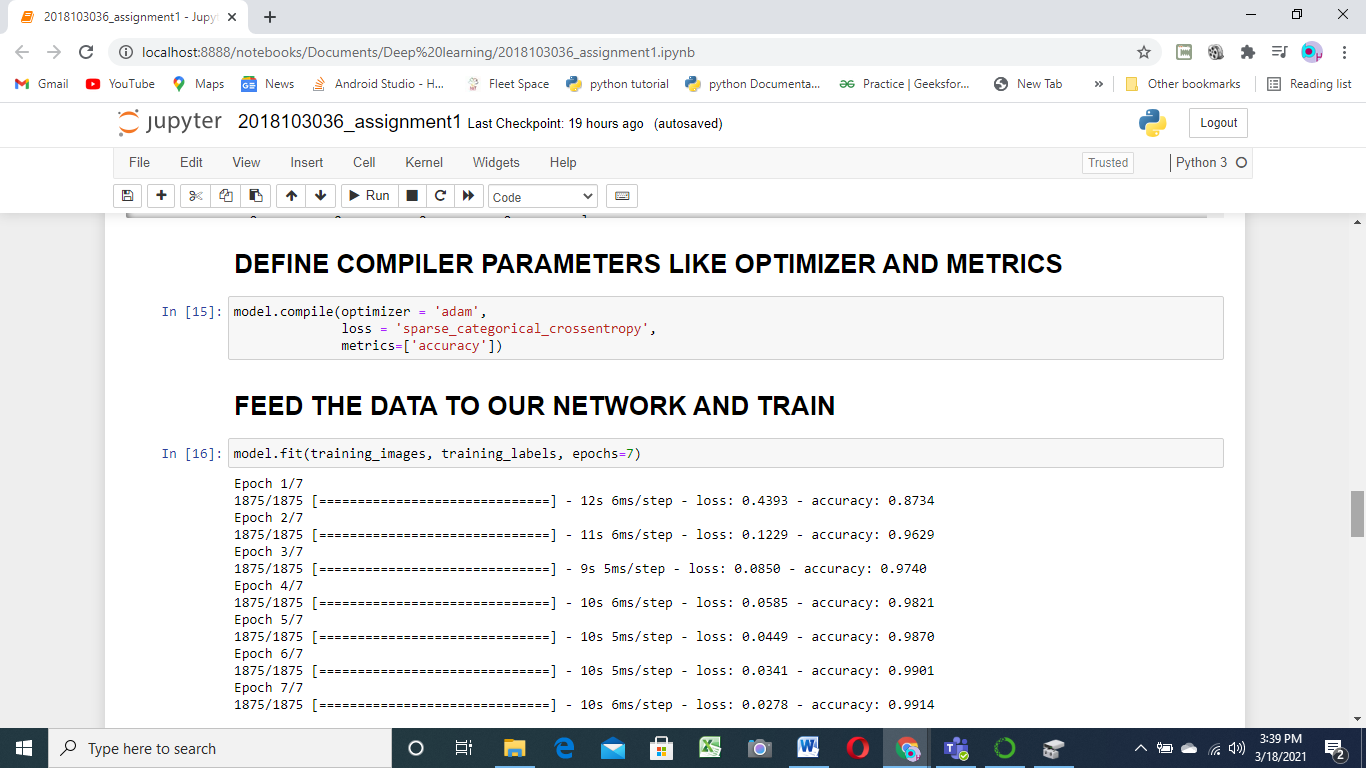 2018103036_assignment1 - Jupyt
localhost:8888/notebooks/Documents/Deep%20learning/2018103036_assignment1.ipynb
Gmail YouTube Maps News Android Studio - H... Fleet Space python tutorial python Documenta... Practice | Geeksfor... New Tab » Other bookmarks Reading list
jupyter 2018103036_assignment1 Last Checkpoint: 19 hours ago (autosaved) Logout
File Edit View Insert Cell Kernel Widgets Help Trusted Python 3
Run Code
DEFINE COMPILER PARAMETERS LIKE OPTIMIZER AND METRICS
In [15]: model.compile(optimizer = 'adam',
loss = 'sparse_categorical_crossentropy',
metrics=['accuracy'])
FEED THE DATA TO OUR NETWORK AND TRAIN
In [16]: model.fit(training_images, training_labels, epochs=7)
Epoch 1/7
1875/1875 [==============================] - 12s 6ms/step - loss: 0.4393 - accuracy: 0.8734
Epoch 2/7
1875/1875 [==============================] - 11s 6ms/step - loss: 0.1229 - accuracy: 0.9629
Epoch 3/7
1875/1875 [==============================] - 9s 5ms/step - loss: 0.0850 - accuracy: 0.9740
Epoch 4/7
1875/1875 [==============================] - 10s 6ms/step - loss: 0.0585 - accuracy: 0.9821
Epoch 5/7
1875/1875 [==============================] - 10s 5ms/step - loss: 0.0449 - accuracy: 0.9870
Epoch 6/7
1875/1875 [==============================] - 10s 5ms/step - loss: 0.0341 - accuracy: 0.9901
Epoch 7/7
1875/1875 [==============================] - 10s 6ms/step - loss: 0.0278 - accuracy: 0.9914
Type here to search
3:39 PM
3/18/2021
2